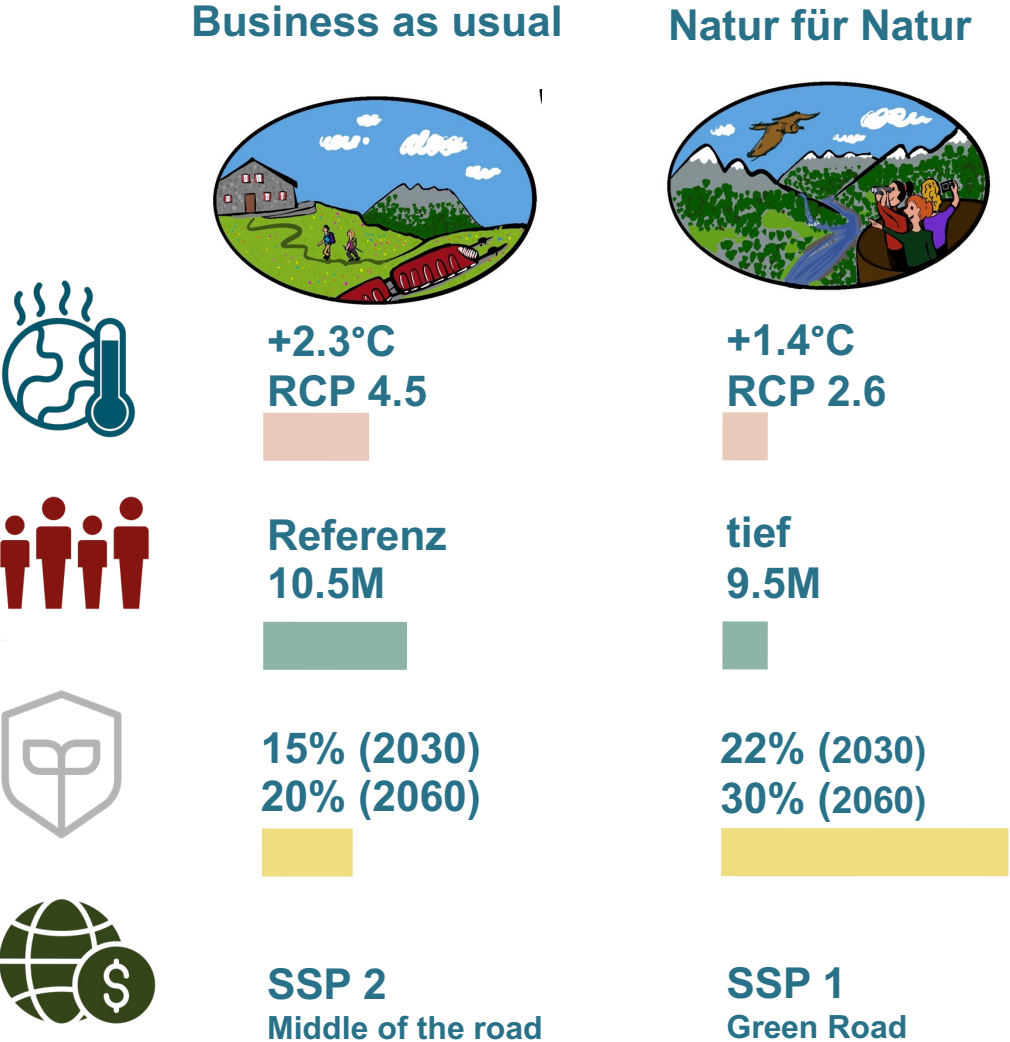 Business as usual
Natur für Natur
+2.3°C
RCP 4.5
+1.4°C
RCP 2.6
Referenz
10.5M
tief
9.5M
15% (2030)
20% (2060)
22% (2030)
30% (2060)
$
SSP 2
Middle of the road
SSP 1
Green Road